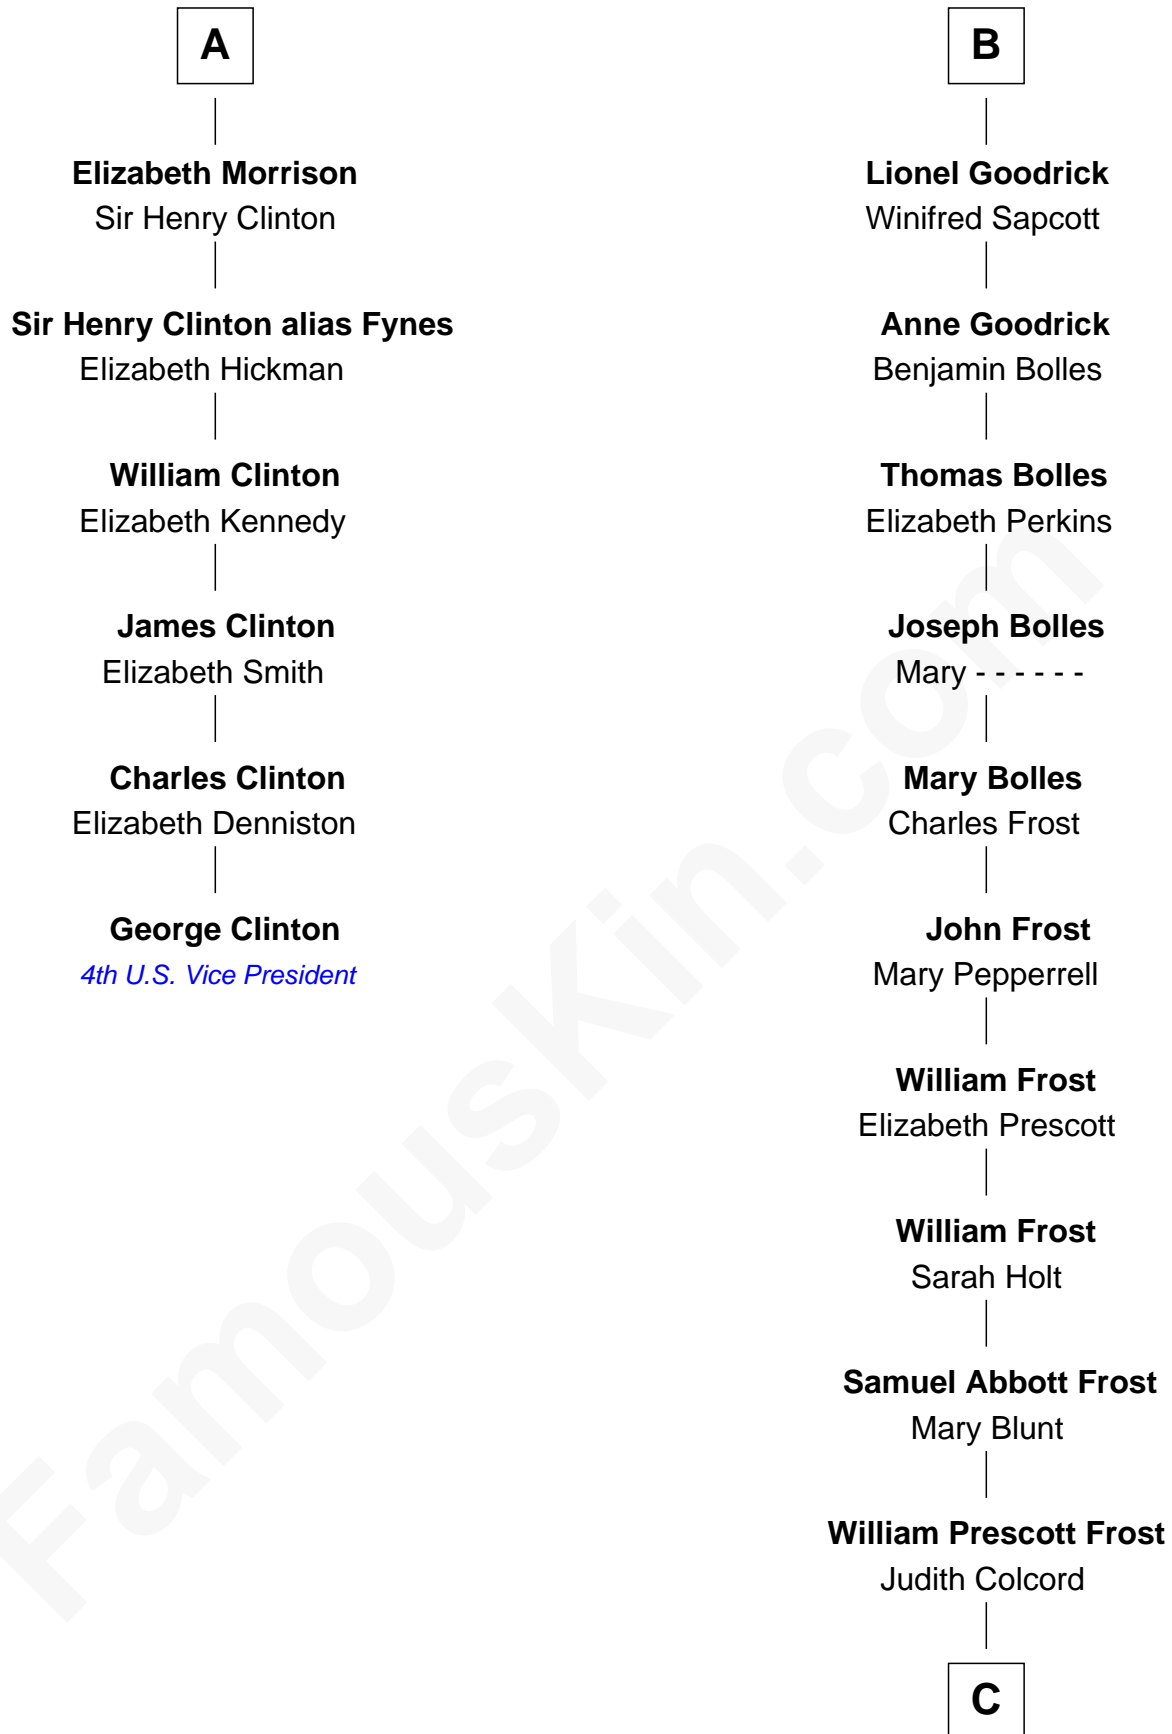 A
Elizabeth Morrison
Sir Henry Clinton
Sir Henry Clinton alias Fynes
Elizabeth Hickman
William Clinton
Elizabeth Kennedy
James Clinton
Elizabeth Smith
Charles Clinton
Elizabeth Denniston
George Clinton
4th U.S. Vice President
B
Lionel Goodrick
Winifred Sapcott
Anne Goodrick
Benjamin Bolles
Thomas Bolles
Elizabeth Perkins
Joseph Bolles
Mary - - - - - -
Mary Bolles
Charles Frost
John Frost
Mary Pepperrell
William Frost
Elizabeth Prescott
William Frost
Sarah Holt
Samuel Abbott Frost
Mary Blunt
William Prescott Frost
Judith Colcord
C
FamousKin.com